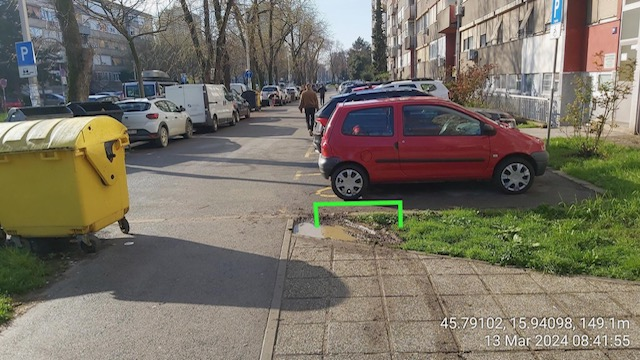 P
P
45.79102, 15.94098, 149.1m
13 Mar 2024 08:41:55